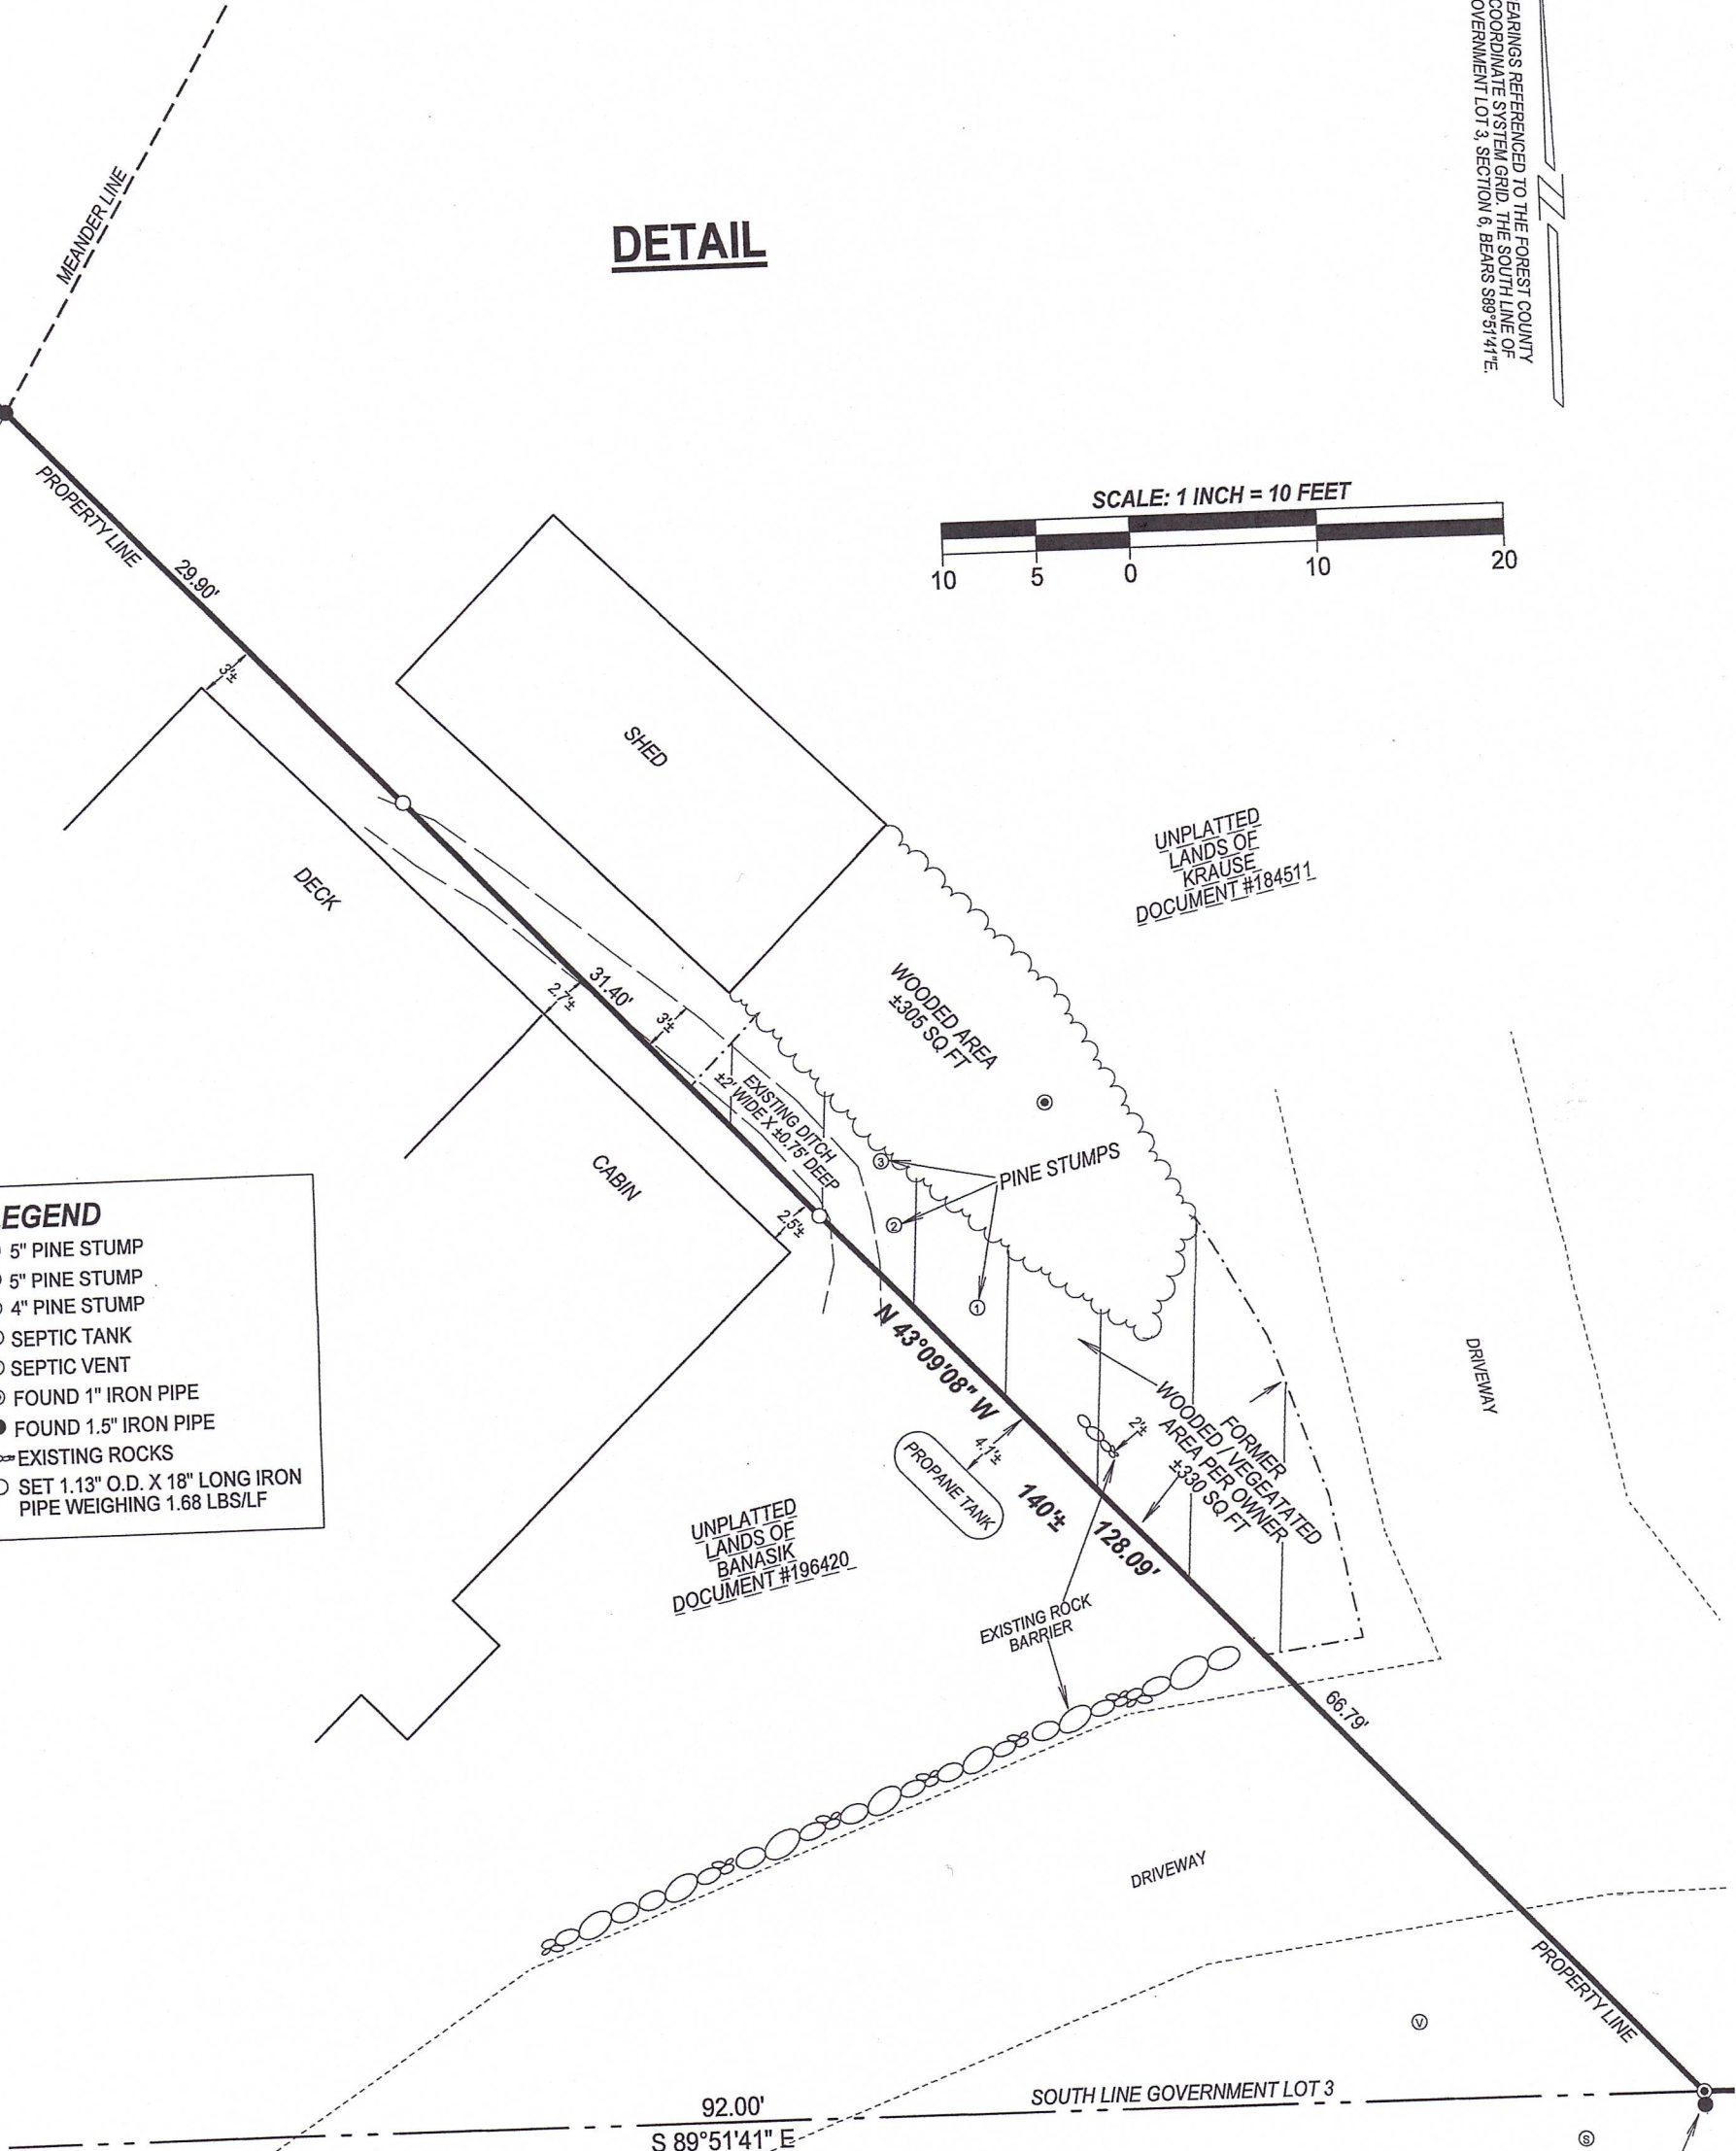 EARINGS REFERENCED TO THE FOREST COUNTY
COORDINATE SYSTEM GRID. THE SOUTH LINE OF
OVERNMENT LOT 3, SECTION 6, BEARS S89°51'41"E.
MEANDER LINE
DETAIL
SCALE: 1 INCH = 10 FEET
10 5 0 10 20
PROPERTY LINE
29.90'
3'±
SHED
DECK
UNPLATTED
LANDS OF
KRAUSE
DOCUMENT #184511
WOODED AREA
±305 SQ FT
31.40'
2.7'±
3'±
EXISTING DITCH
±2' WIDE X ±0.75' DEEP
3
PINE STUMPS
2
1
CABIN
2.5'±
EGEND
5" PINE STUMP
5" PINE STUMP
4" PINE STUMP
SEPTIC TANK
SEPTIC VENT
FOUND 1" IRON PIPE
FOUND 1.5" IRON PIPE
EXISTING ROCKS
SET 1.13" O.D. X 18" LONG IRON
PIPE WEIGHING 1.68 LBS/LF
N 43°09'08" W
DRIVEWAY
2'±
FORMER
WOODED / VEGEATATED
AREA PER OWNER
±330 SQ FT
4.1'±
PROPANE TANK
140'±
128.09'
UNPLATTED
LANDS OF
BANASIK
DOCUMENT #196420
EXISTING ROCK
BARRIER
66.79'
DRIVEWAY
PROPERTY LINE
V
SOUTH LINE GOVERNMENT LOT 3
92.00'
S 89°51'41" E
S